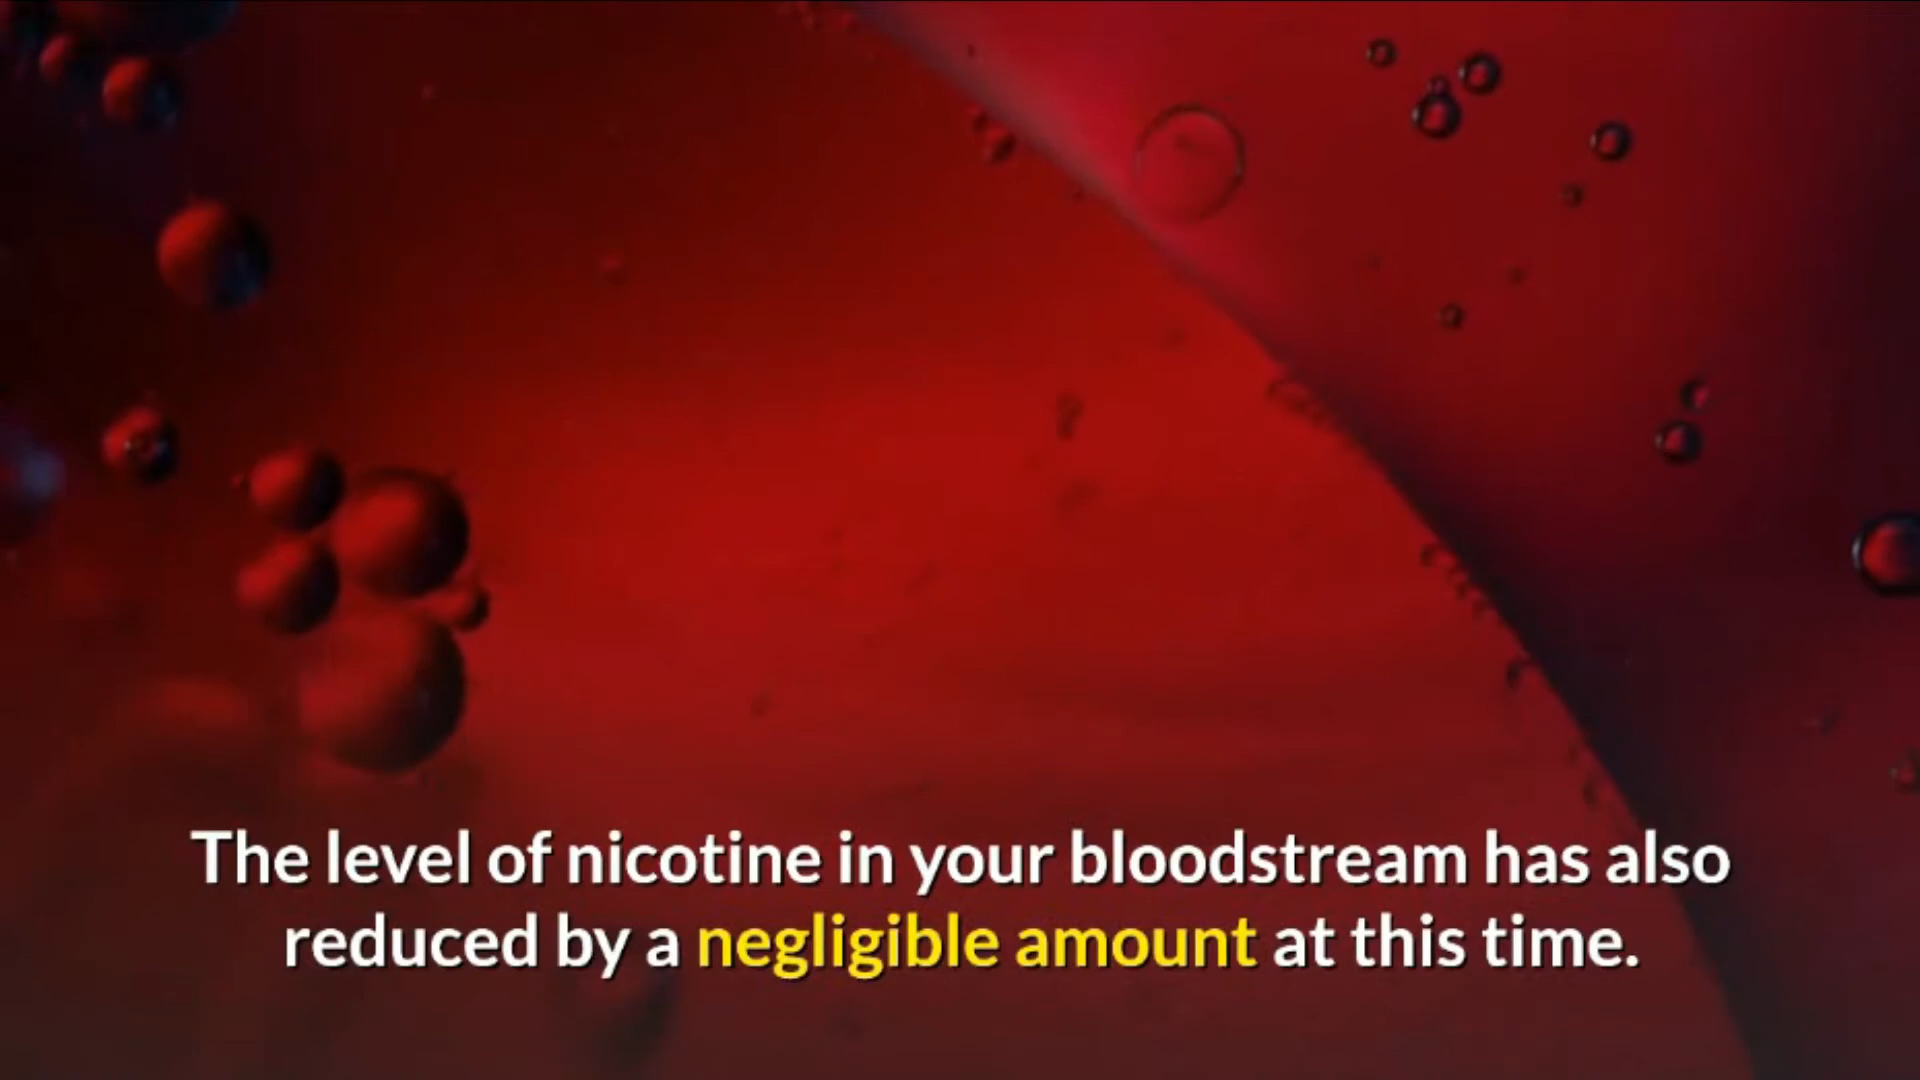 The level of nicotine in your bloodstream has also
reduced by a negligible amount at this time.